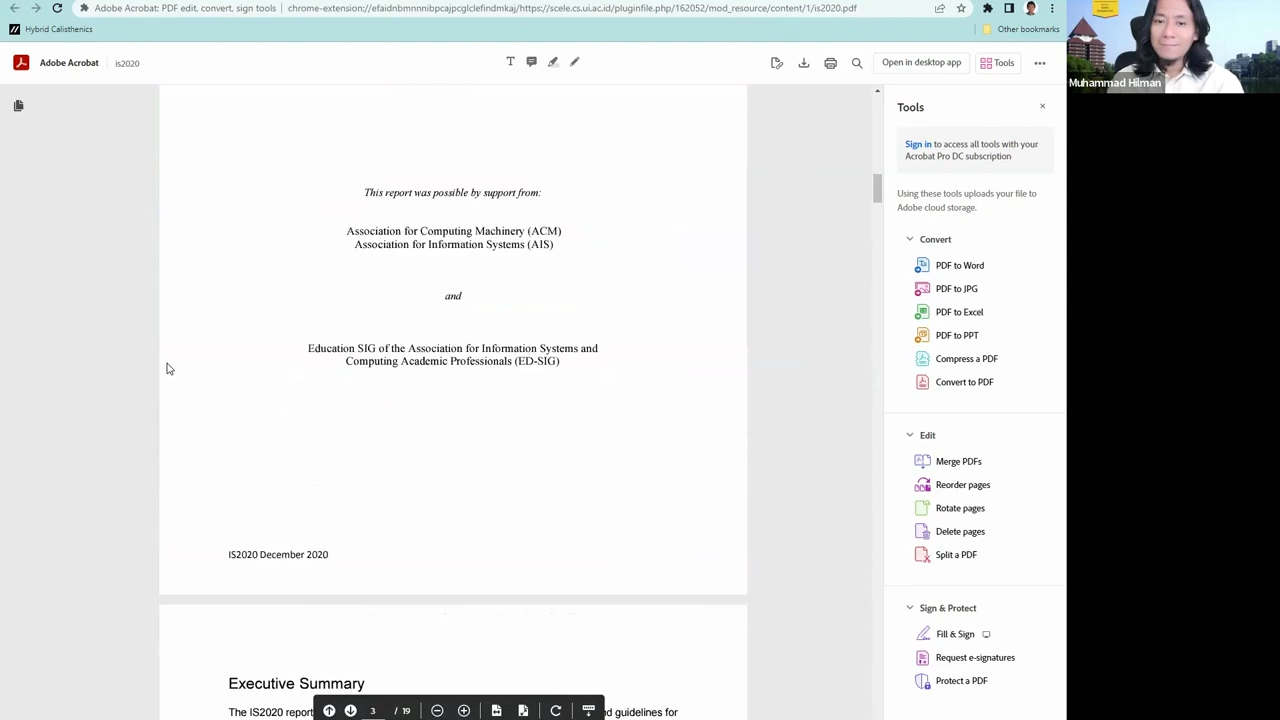 Adobe Acrobat: PDF edit, convert, sign tools | chrome-extension://efaidnbmnnnibpcajpcglclefindmkaj/https://scele.cs.ui.ac.id/pluginfile.php/162052/mod_resource/content/1/is2020.pdf
Hybrid Calisthenics
Other bookmarks
Adobe Acrobat
is2020
Open in desktop app
Tools
This report was possible by support from:
Association for Computing Machinery (ACM)
Association for Information Systems (AIS)
and
Education SIG of the Association for Information Systems and
Computing Academic Professionals (ED-SIG)
IS2020 December 2020
Executive Summary
The IS2020 report
d guidelines for
3 / 19
Tools
Sign in to access all tools with your
Acrobat Pro DC subscription
Using these tools uploads your file to
Adobe cloud storage.
Convert
PDF to Word
PDF to JPG
PDF to Excel
PDF to PPT
Compress a PDF
Convert to PDF
Edit
Merge PDFs
Reorder pages
Rotate pages
Delete pages
Split a PDF
Sign & Protect
Fill & Sign
Request e-signatures
Protect a PDF
Muhammad Hilman